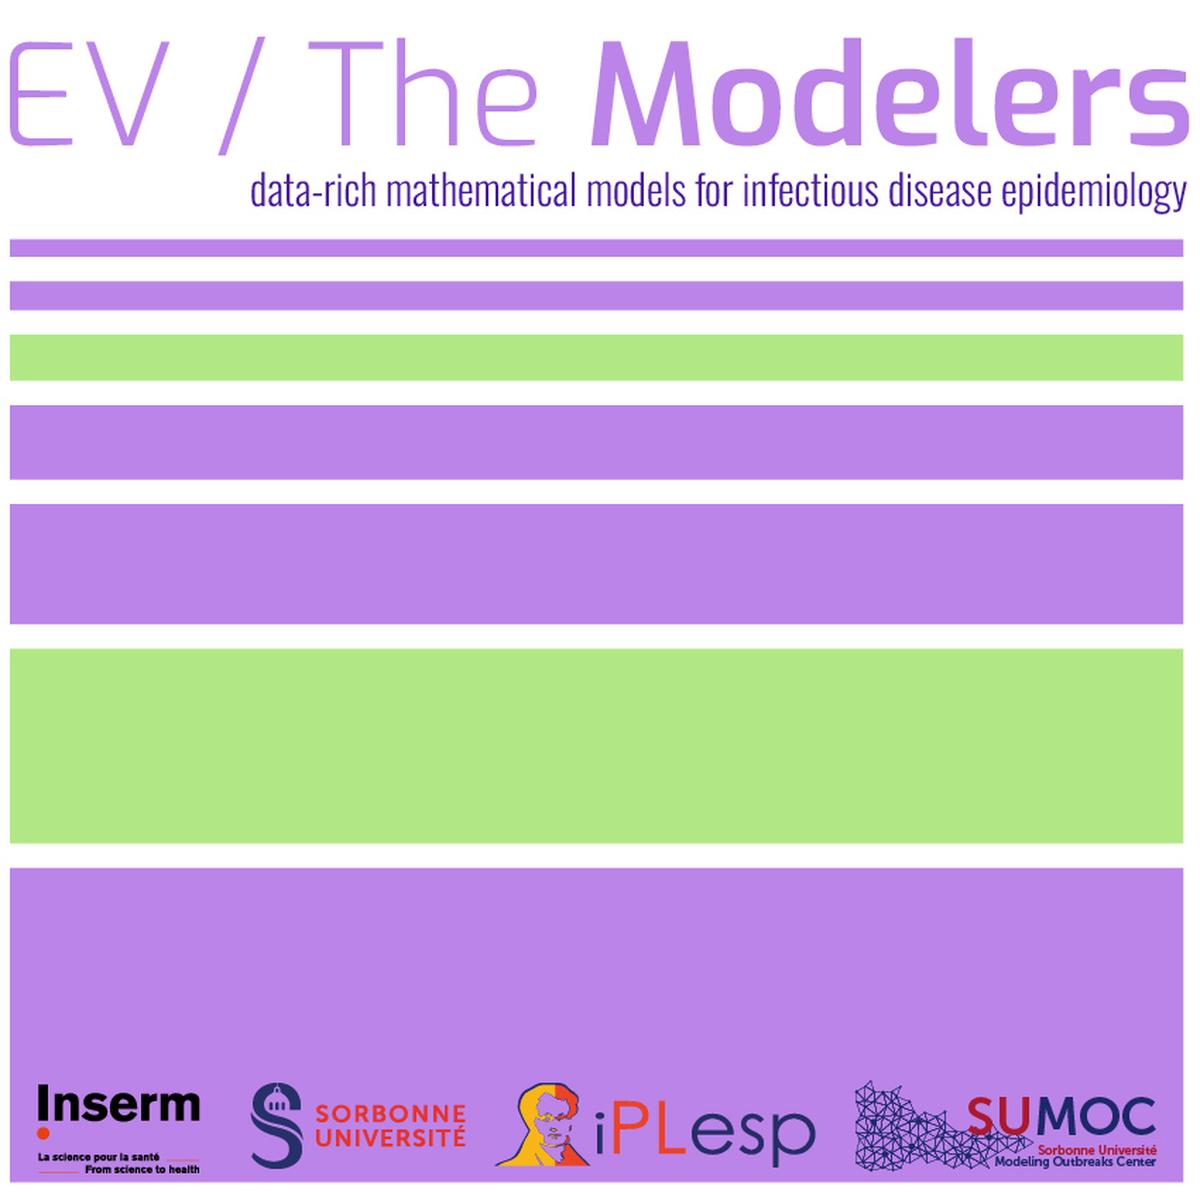 EV / The Modelers
data-rich mathematical models for infectious disease epidemiology
Inserm
La science pour la santé
From science to health
SORBONNE
UNIVERSITÉ
iPLesp
SUMOC
Sorbonne Université
Modeling Outbreaks Center